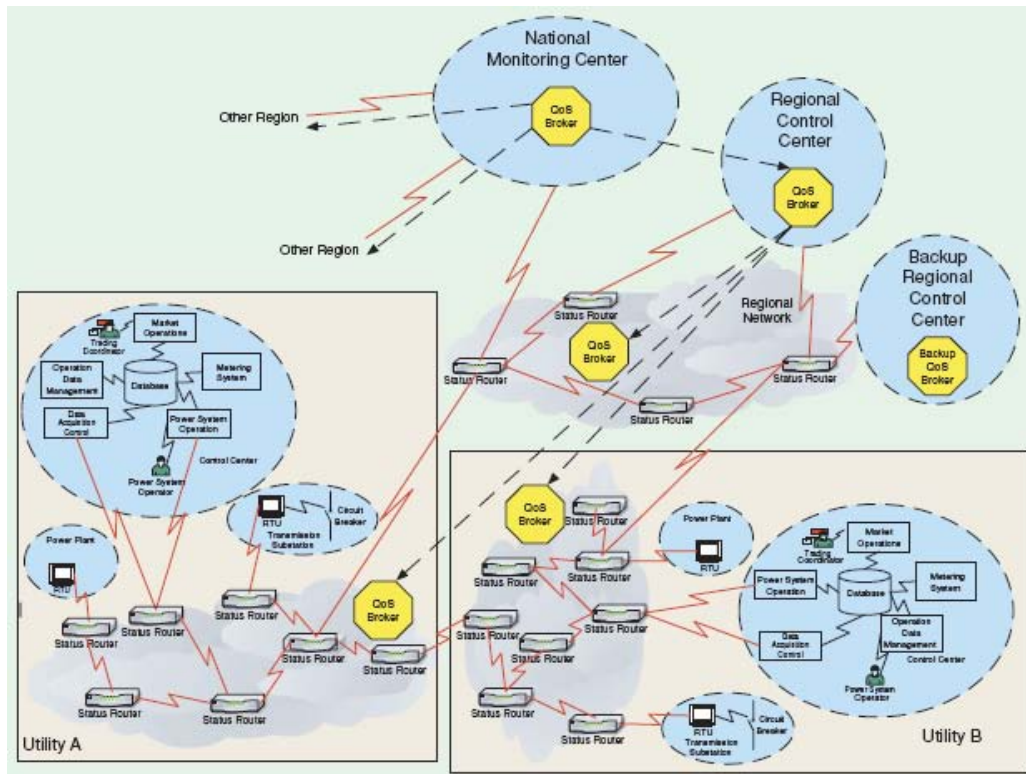 National
Monitoring Center
QoS
Broker
Other Region
Other Region
Regional
Control
Center
QoS
Broker
Backup
Regional
Control
Center
Backup
QoS
Broker
Regional
Network
Status Router
QoS
Broker
Status Router
Status Router
Status Router
Market
Operations
Trading
Coordinator
Operation
Data
Management
Database
Metering
System
Data
Acquisition
Control
Power System
Operation
Control Center
Power System
Operator
RTU
Circuit
Breaker
Transmission
Substation
Power Plant
RTU
Status Router
Status Router
Status Router
Status Router
QoS
Broker
Status Router
Status Router
Status Router
Utility A
QoS
Broker
Status Router
Status Router
Status Router
Status Router
Status Router
Status Router
Status Router
Status Router
Power Plant
RTU
Market
Operations
Trading
Coordinator
Power System
Operation
Database
Metering
System
Operation
Data
Management
Data
Acquisition
Control
Control Center
Power System
Operator
RTU
Circuit
Breaker
Transmission
Substation
Utility B